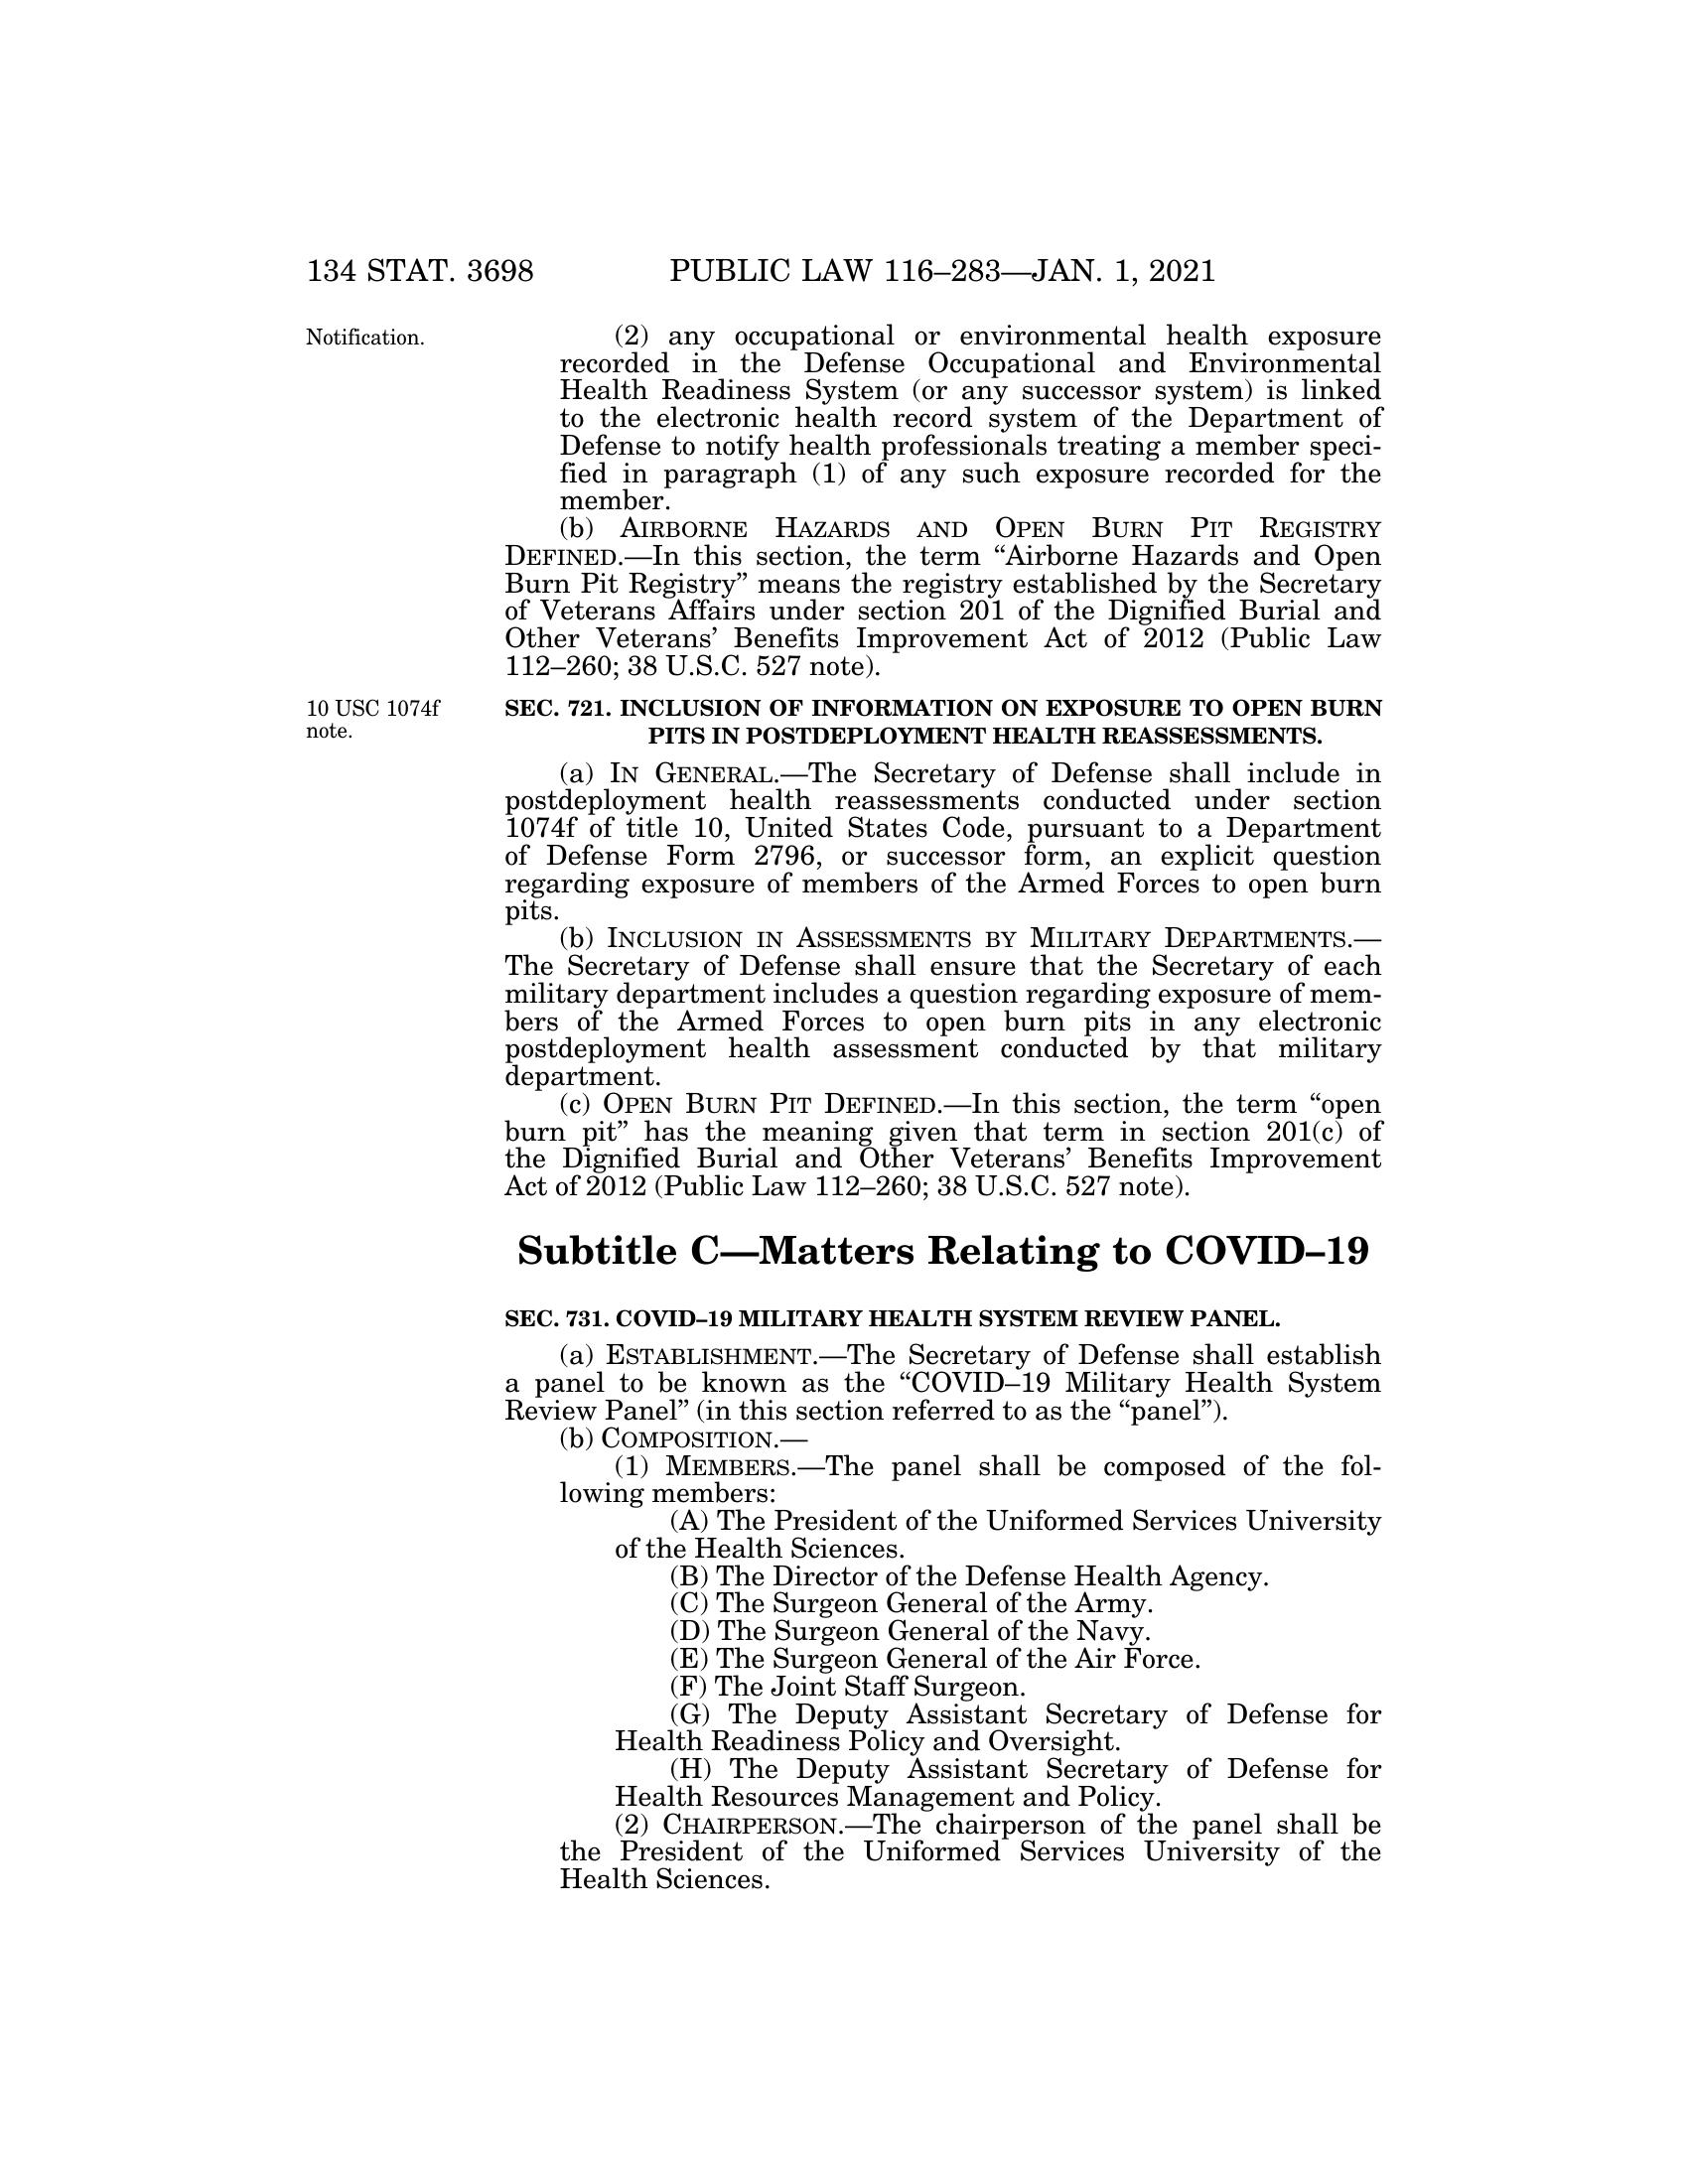 134 STAT. 3698 PUBLIC LAW 116–283—JAN. 1, 2021
Notification.
(2) any occupational or environmental health exposure
recorded in the Defense Occupational and Environmental
Health Readiness System (or any successor system) is linked
to the electronic health record system of the Department of
Defense to notify health professionals treating a member speci-
fied in paragraph (1) of any such exposure recorded for the
member.
(b) AIRBORNE HAZARDS AND OPEN BURN PIT REGISTRY
DEFINED.—In this section, the term “Airborne Hazards and Open
Burn Pit Registry” means the registry established by the Secretary
of Veterans Affairs under section 201 of the Dignified Burial and
Other Veterans’ Benefits Improvement Act of 2012 (Public Law
112–260; 38 U.S.C. 527 note).
10 USC 1074f
note.
SEC. 721. INCLUSION OF INFORMATION ON EXPOSURE TO OPEN BURN
PITS IN POSTDEPLOYMENT HEALTH REASSESSMENTS.
(a) IN GENERAL.—The Secretary of Defense shall include in
postdeployment health reassessments conducted under section
1074f of title 10, United States Code, pursuant to a Department
of Defense Form 2796, or successor form, an explicit question
regarding exposure of members of the Armed Forces to open burn
pits.
(b) INCLUSION IN ASSESSMENTS BY MILITARY DEPARTMENTS.—
The Secretary of Defense shall ensure that the Secretary of each
military department includes a question regarding exposure of mem-
bers of the Armed Forces to open burn pits in any electronic
postdeployment health assessment conducted by that military
department.
(c) OPEN BURN PIT DEFINED.—In this section, the term “open
burn pit” has the meaning given that term in section 201(c) of
the Dignified Burial and Other Veterans’ Benefits Improvement
Act of 2012 (Public Law 112–260; 38 U.S.C. 527 note).
Subtitle C—Matters Relating to COVID–19
SEC. 731. COVID–19 MILITARY HEALTH SYSTEM REVIEW PANEL.
(a) ESTABLISHMENT.—The Secretary of Defense shall establish
a panel to be known as the “COVID–19 Military Health System
Review Panel” (in this section referred to as the “panel”).
(b) COMPOSITION.—
(1) MEMBERS.—The panel shall be composed of the fol-
lowing members:
(A) The President of the Uniformed Services University
of the Health Sciences.
(B) The Director of the Defense Health Agency.
(C) The Surgeon General of the Army.
(D) The Surgeon General of the Navy.
(E) The Surgeon General of the Air Force.
(F) The Joint Staff Surgeon.
(G) The Deputy Assistant Secretary of Defense for
Health Readiness Policy and Oversight.
(H) The Deputy Assistant Secretary of Defense for
Health Resources Management and Policy.
(2) CHAIRPERSON.—The chairperson of the panel shall be
the President of the Uniformed Services University of the
Health Sciences.